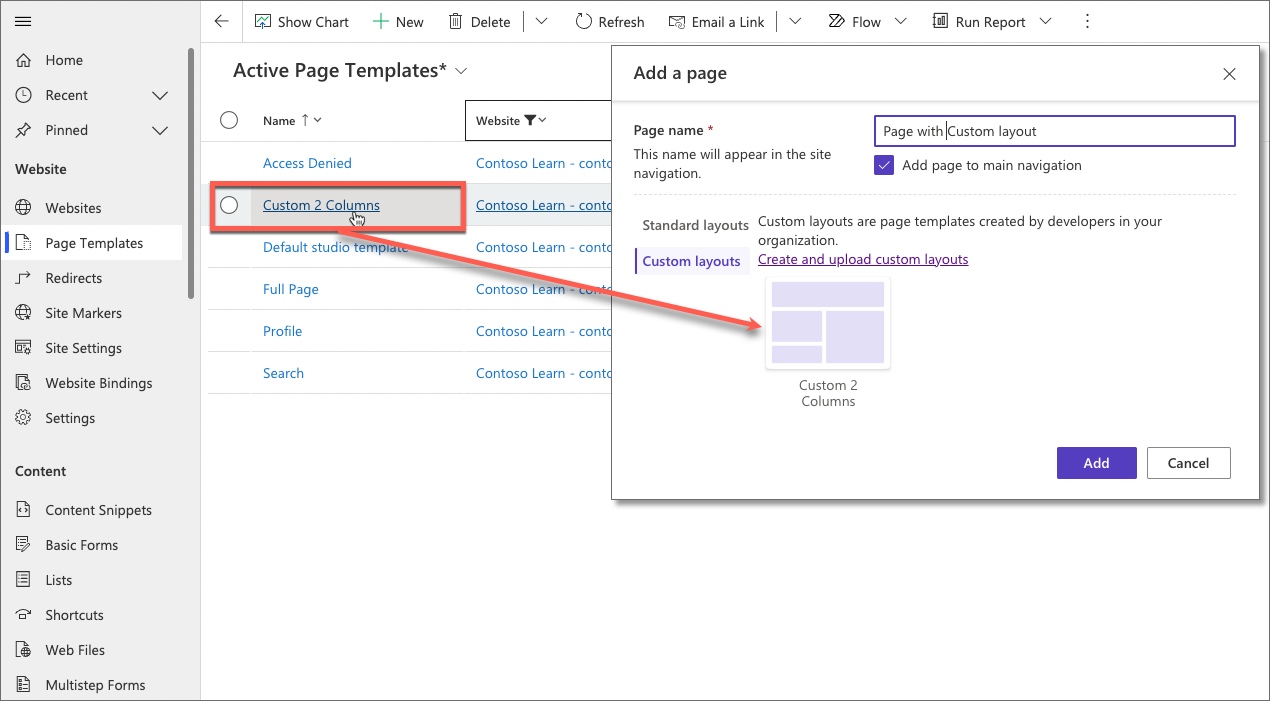 Show Chart
New
Delete
Refresh
Email a Link
Flow
Run Report
Home
Recent
Pinned
Website
Websites
Page Templates
Redirects
Site Markers
Site Settings
Website Bindings
Settings
Content
Content Snippets
Basic Forms
Lists
Shortcuts
Web Files
Multistep Forms
Active Page Templates*
Name
Website
Access Denied
Contoso Learn - conto
Custom 2 Columns
Contoso Learn - conto
Default studio template
Contoso Learn - conto
Full Page
Contoso Learn - conto
Profile
Contoso Learn - conto
Search
Contoso Learn - conto
Add a page
Page name *
This name will appear in the site
navigation.
Page with Custom layout
Add page to main navigation
Standard layouts
Custom layouts
Custom layouts are page templates created by developers in your
organization.
Create and upload custom layouts
Custom 2
Columns
Add
Cancel